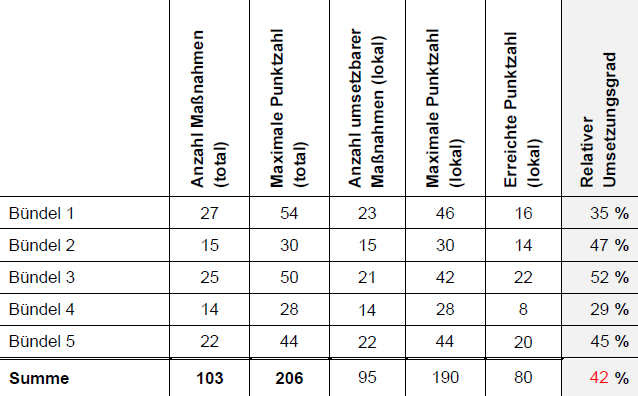 Anzahl Maßnahmen
(total)
Maximale Punktzahl
(total)
Anzahl umsetzbarer
Maßnahmen (lokal)
Maximale Punktzahl
(lokal)
Erreichte Punktzahl
(lokal)
Relativer
Umsetzungsgrad
Bündel 1 27 54 23 46 16 35 %
Bündel 2 15 30 15 30 14 47 %
Bündel 3 25 50 21 42 22 52 %
Bündel 4 14 28 14 28 8 29 %
Bündel 5 22 44 22 44 20 45 %
Summe 103 206 95 190 80 42 %